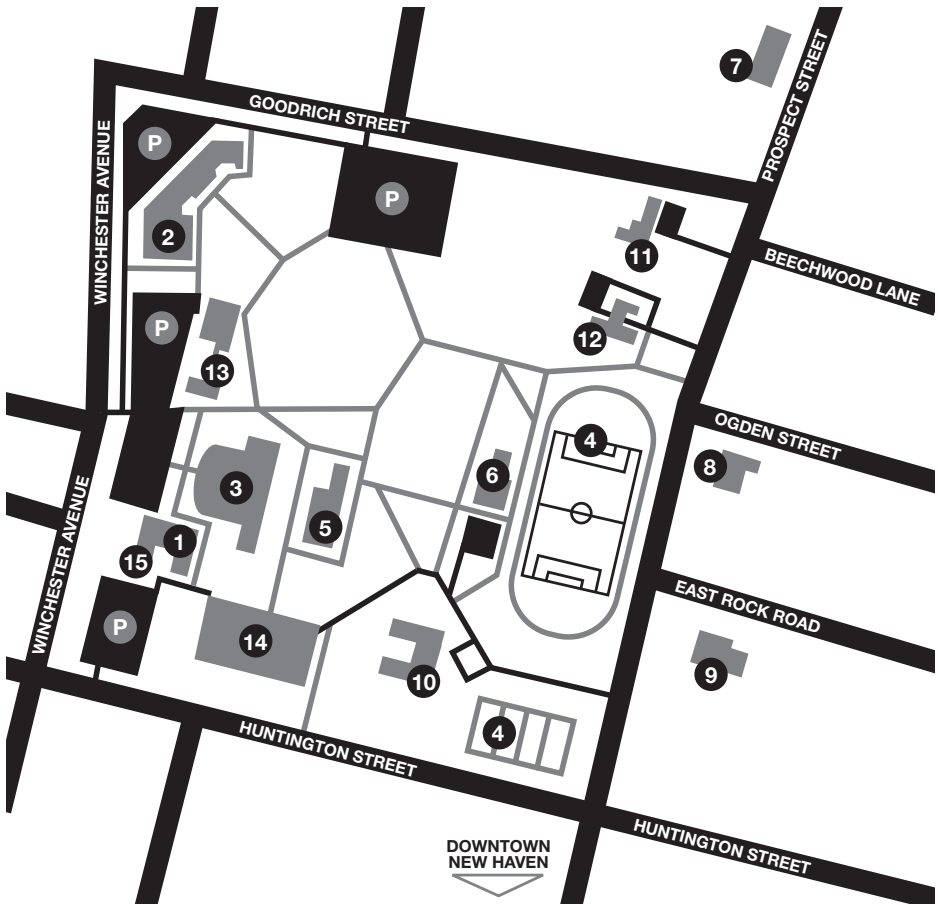 7
PROSPECT STREET
GOODRICH STREET
WINCHESTER AVENUE
P
P
2
11
BEECHWOOD LANE
P
12
13
OGDEN STREET
4
8
6
3
5
1
15
WINCHESTER AVENUE
EAST ROCK ROAD
P
14
10
9
4
HUNTINGTON STREET
HUNTINGTON STREET
DOWNTOWN
NEW HAVEN